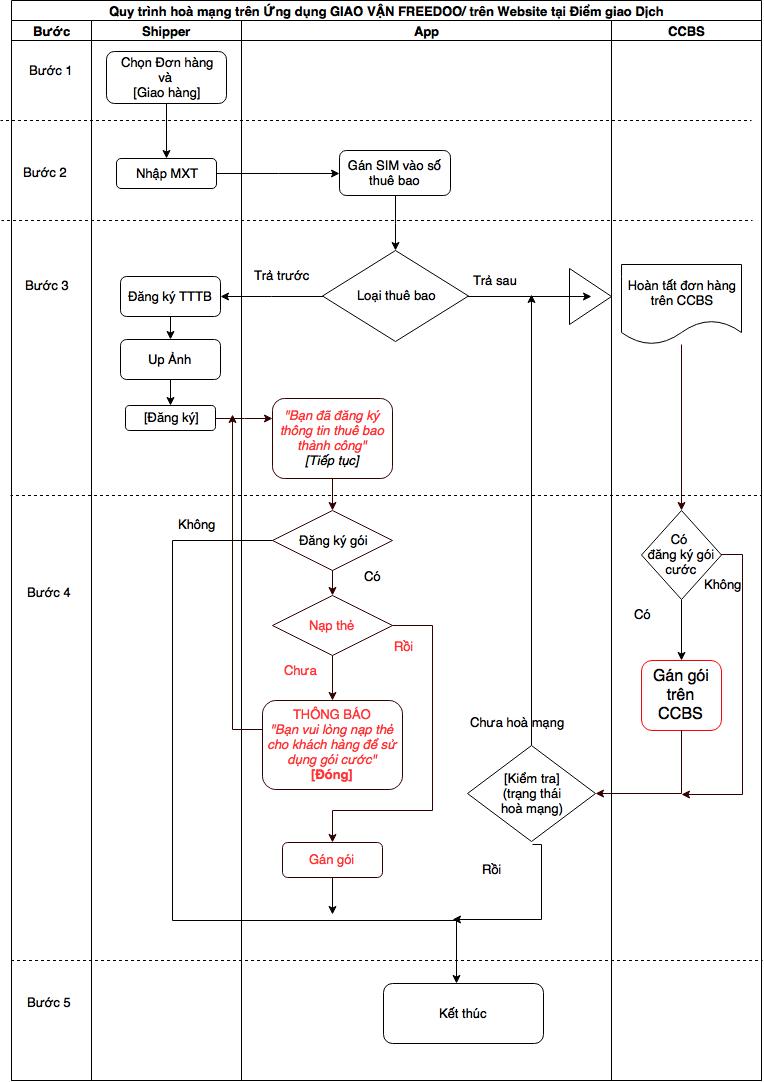 Quy trình hoà mạng trên Ứng dụng GIAO VẬN FREEDOO/ trên Website tại Điểm giao Dịch
Bước
Shipper
App
CCBS
Bước 1
Chọn Đơn hàng
và
[Giao hàng]
Bước 2
Nhập MXT
Gán SIM vào số
thuê bao
Bước 3
Trả trước
Loại thuê bao
Trả sau
Hoàn tất đơn hàng
trên CCBS
Đăng ký TTTB
Up Ảnh
[Đăng ký]
"Bạn đã đăng ký
thông tin thuê bao
thành công"
[Tiếp tục]
Bước 4
Không
Đăng ký gói
Có
Có
đăng ký gói
cước
Không
Có
Nạp thẻ
Rồi
Chưa
Gán gói
trên
CCBS
THÔNG BÁO
"Bạn vui lòng nạp thẻ
cho khách hàng để sử
dụng gói cước"
[Đóng]
Chưa hoà mạng
[Kiểm tra]
(trạng thái
hoà mạng)
Gán gói
Rồi
Bước 5
Kết thúc